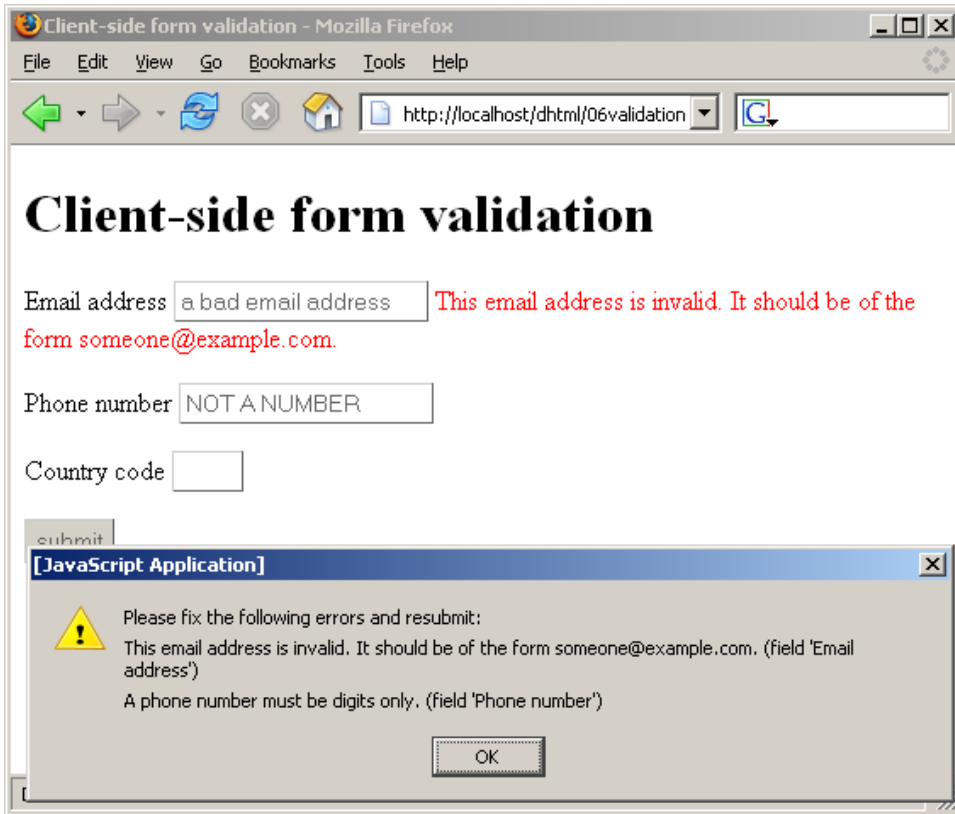 Client-side form validation - Mozilla Firefox
File Edit View Go Bookmarks Tools Help
http://localhost/dhtml/06validation G
Client-side form validation
Email address a bad email address This email address is invalid. It should be of the
form someone@example.com.
Phone number NOT A NUMBER
Country code
submit
[JavaScript Application]
Please fix the following errors and resubmit:
This email address is invalid. It should be of the form someone@example.com. (field 'Email
address')
A phone number must be digits only. (field 'Phone number')
OK